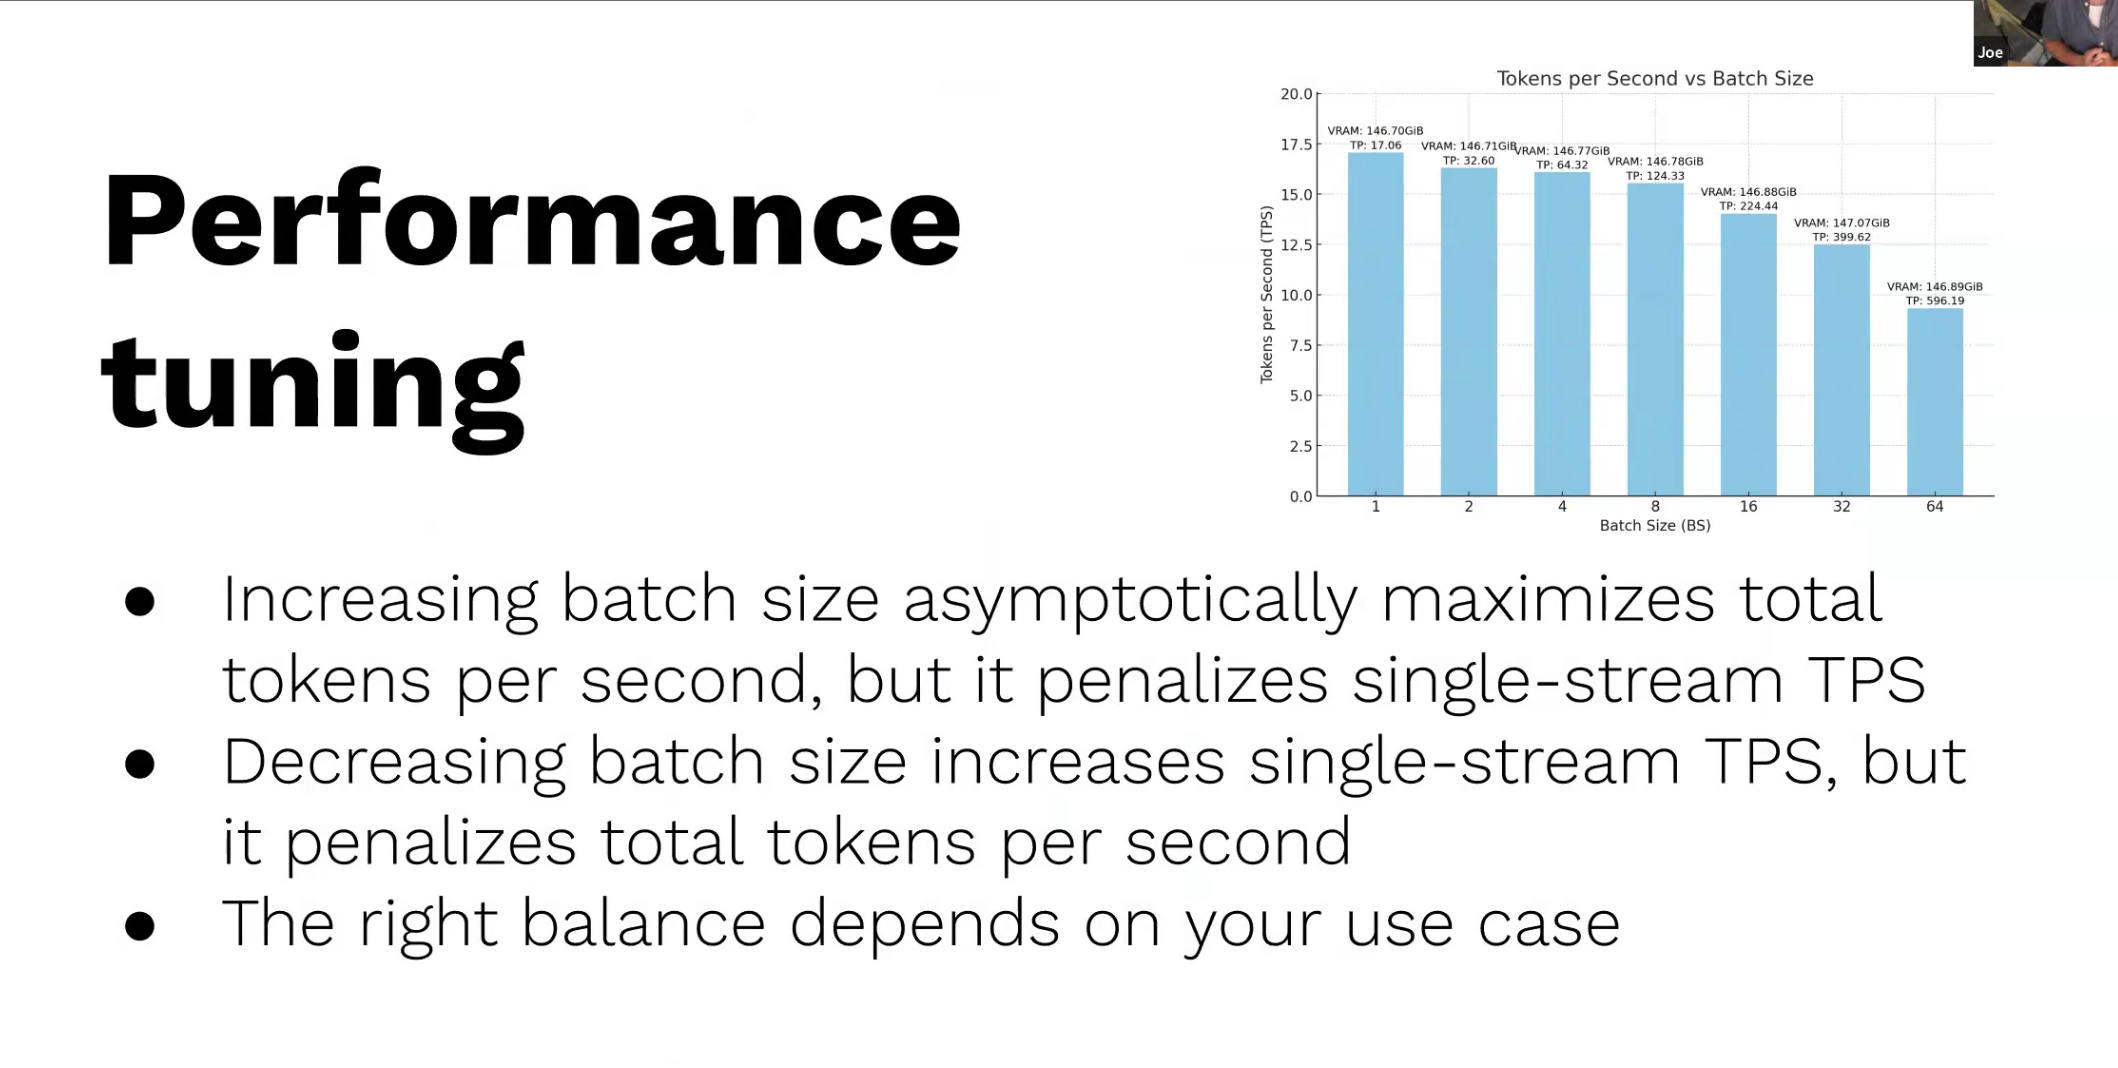 Joe
Performance
tuning
Tokens per Second vs Batch Size
Tokens per Second (TPS)
20.0
17.5
15.0
12.5
10.0
7.5
5.0
2.5
0.0
VRAM: 146.70GiB
TP: 17.06
VRAM: 146.71GiB
TP: 32.60
VRAM: 146.77GiB
TP: 64.32
VRAM: 146.78GiB
TP: 124.33
VRAM: 146.88GiB
TP: 224.44
VRAM: 147.07GiB
TP: 399.62
VRAM: 146.89GiB
TP: 596.19
1 2 4 8 16 32 64
Batch Size (BS)
● Increasing batch size asymptotically maximizes total
tokens per second, but it penalizes single-stream TPS
● Decreasing batch size increases single-stream TPS, but
it penalizes total tokens per second
● The right balance depends on your use case